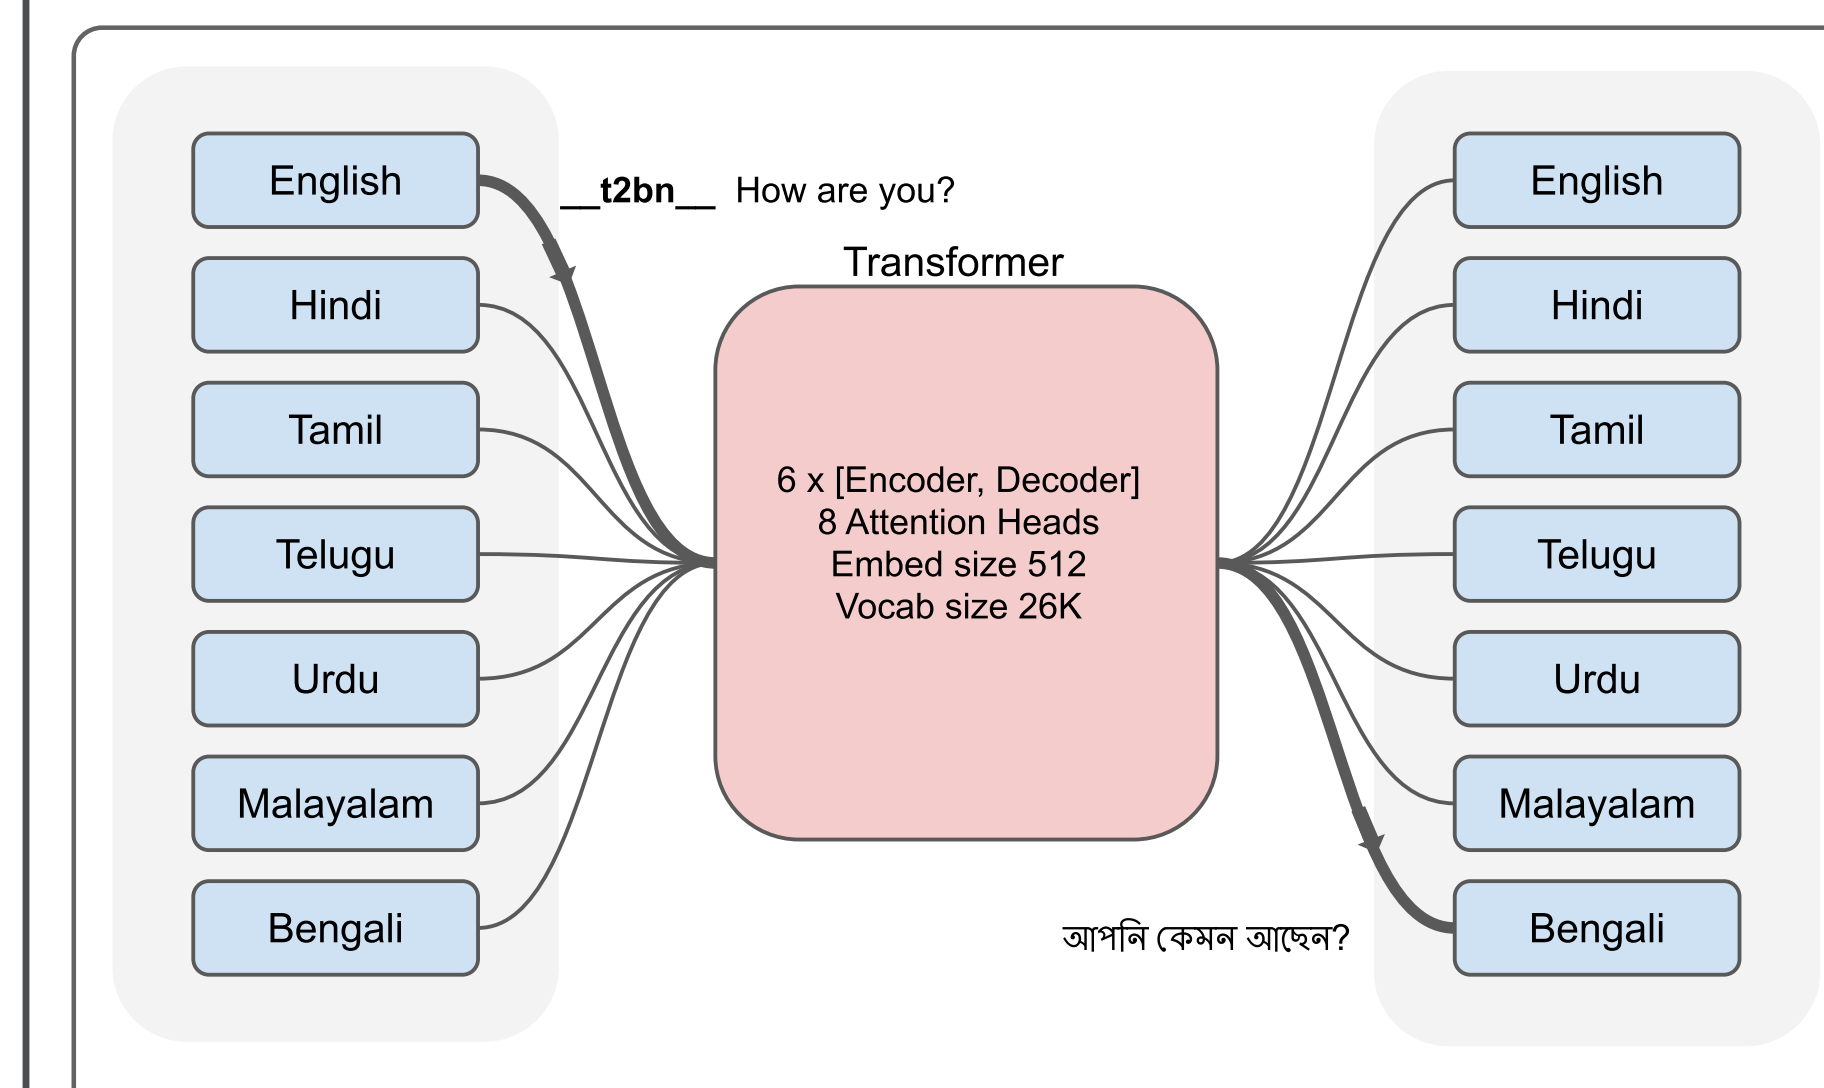 English
Hindi
Tamil
Telugu
Urdu
Malayalam
Bengali
__t2bn__ How are you?
Transformer
6 x [Encoder, Decoder]
8 Attention Heads
Embed size 512
Vocab size 26K
আপনি কেমন আছেন?
English
Hindi
Tamil
Telugu
Urdu
Malayalam
Bengali